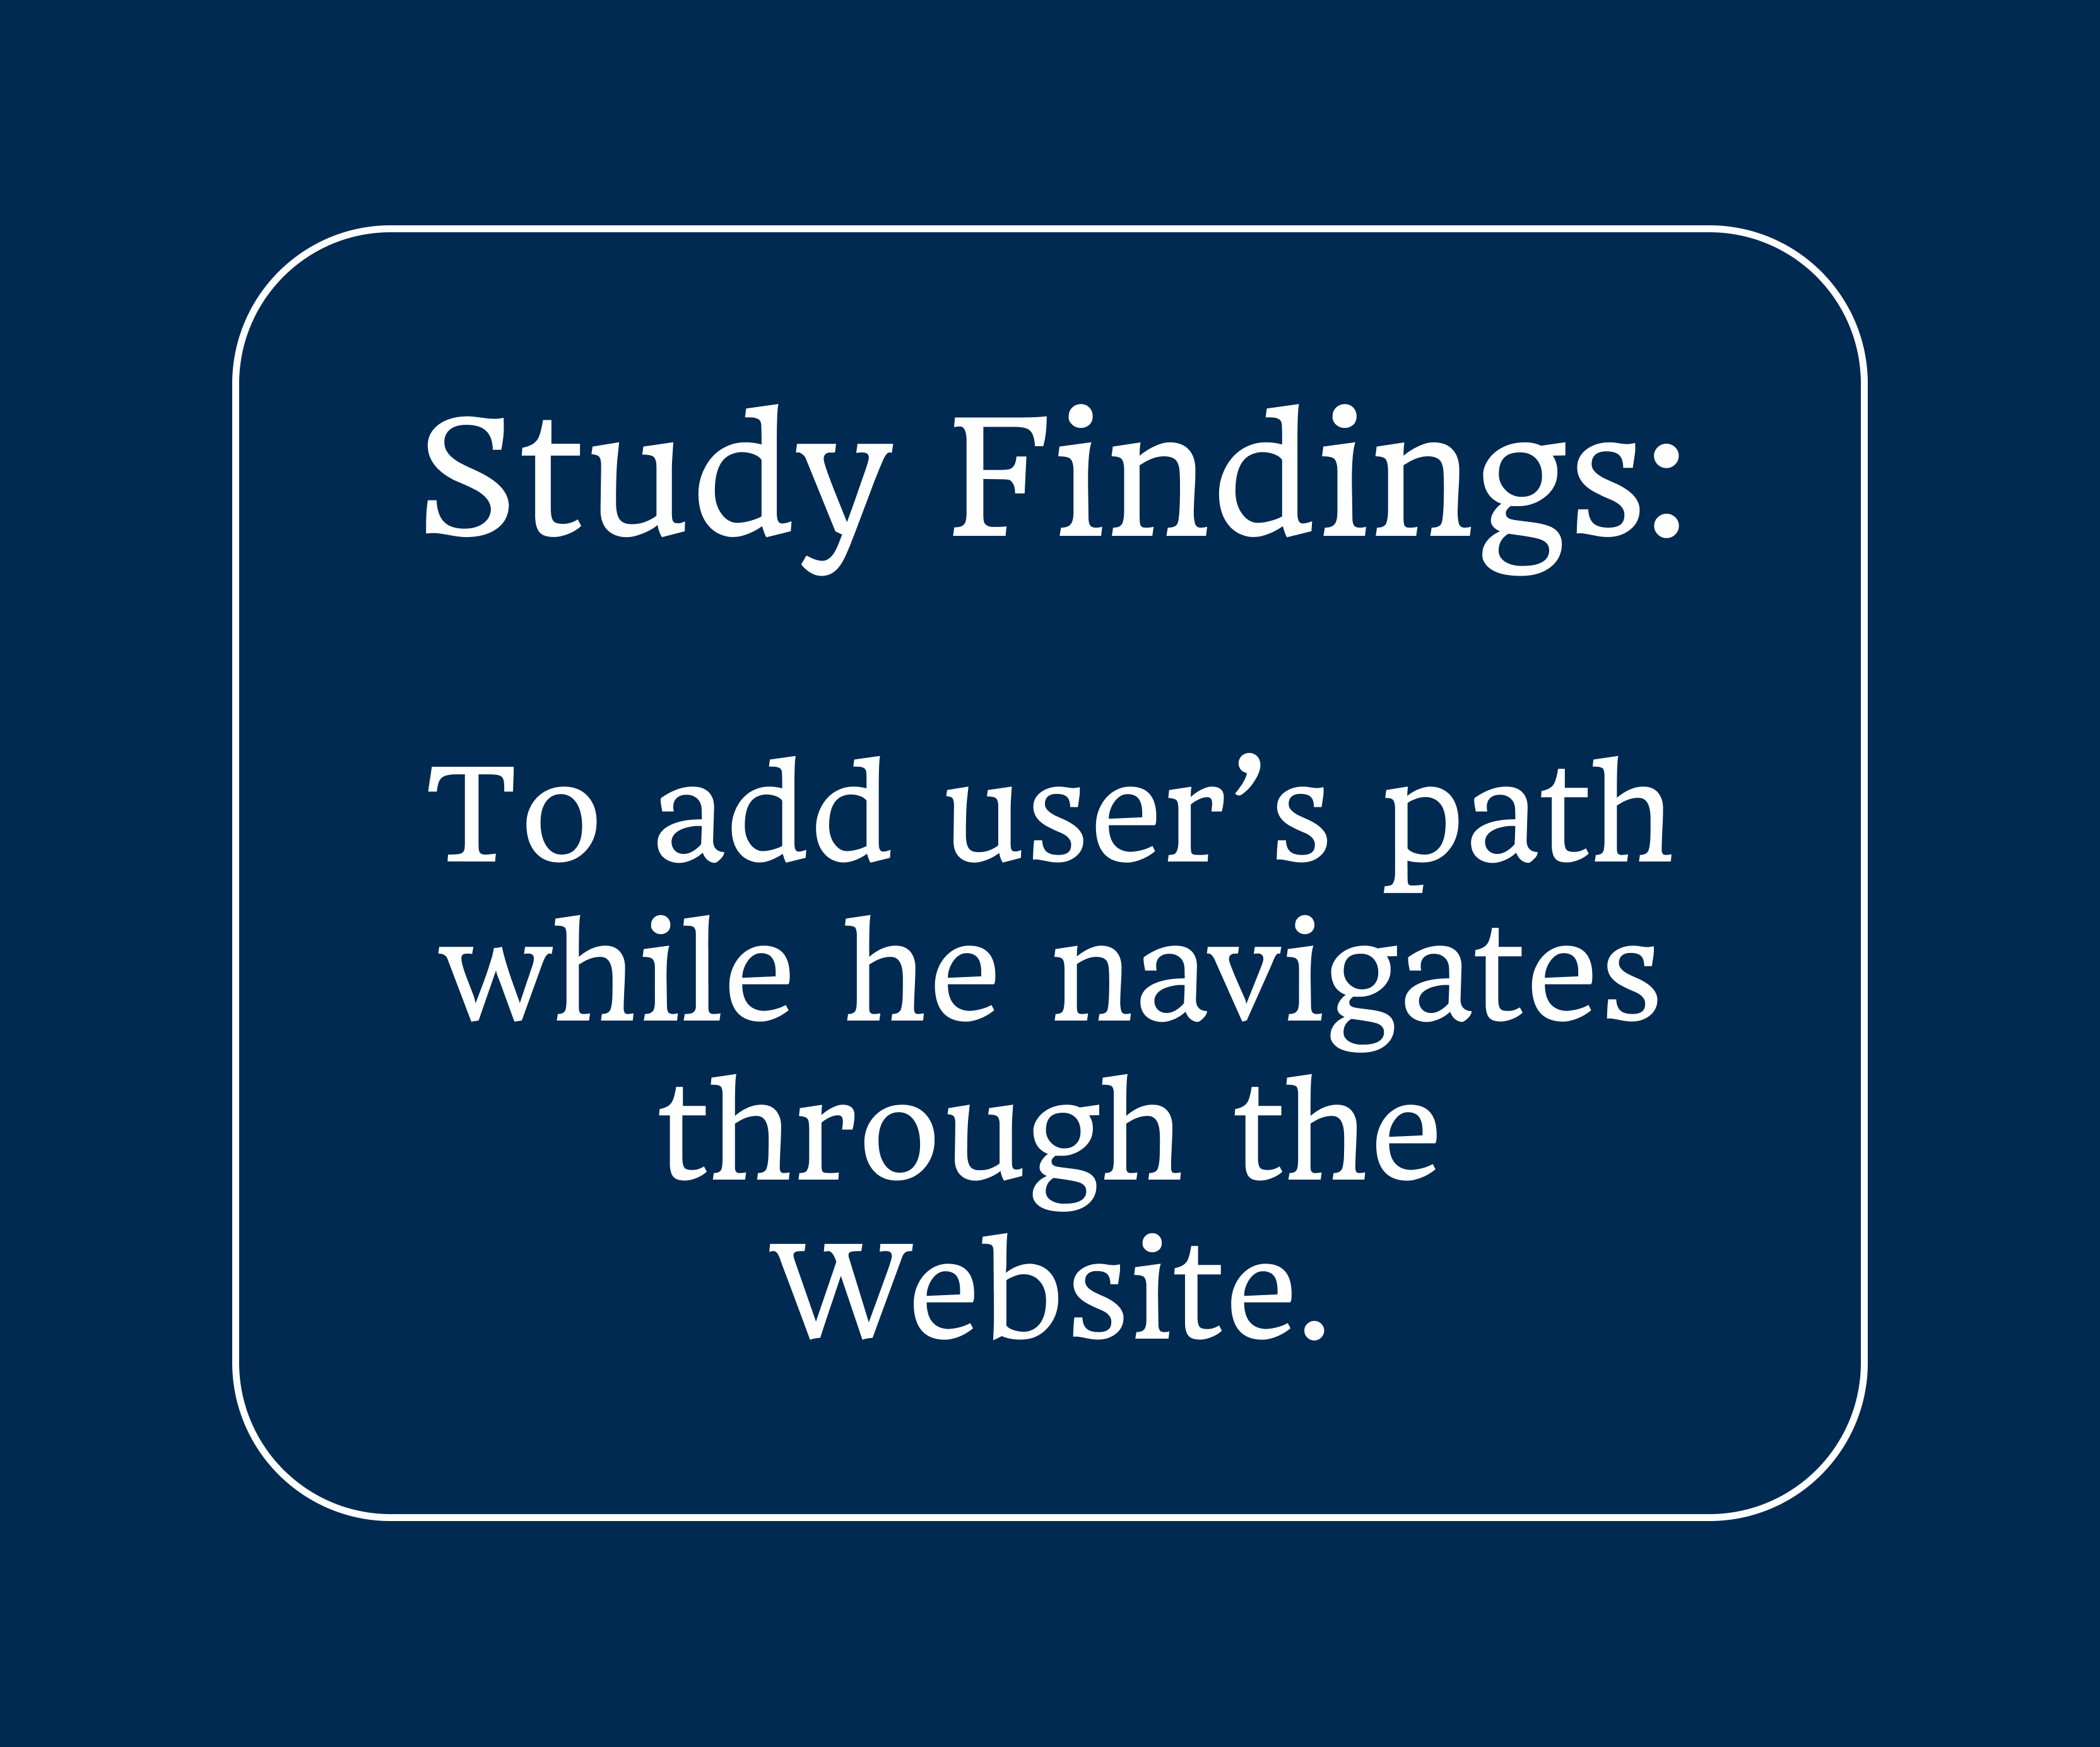 Study Findings:
To add user’s path
while he navigates
through the
Website.